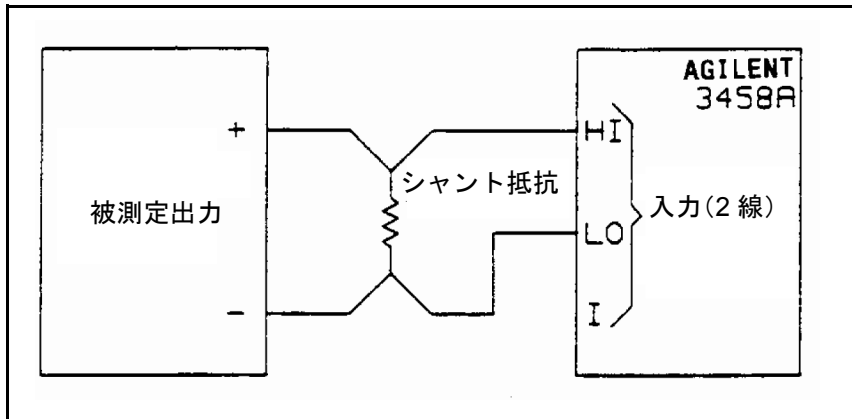 AGILENT
3458A
+
HI
シャント抵抗
被測定出力
入力(2 線)
LO
-
I